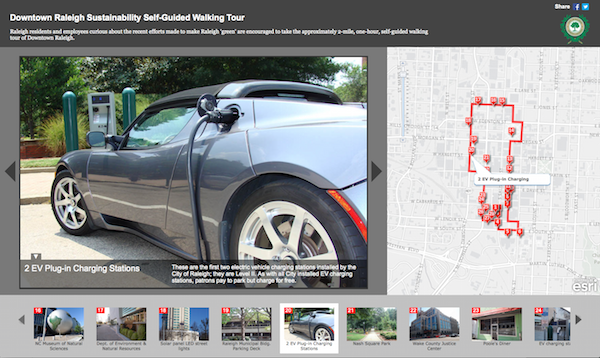 Downtown Raleigh Sustainability Self-Guided Walking Tour
Share
Raleigh residents and employees curious about the recent efforts made to make Raleigh 'green' are encouraged to take the approximately 2-mile, one-hour, self-guided walking
tour of Downtown Raleigh.
2 EV Plug-in Charging Stations
These are the first two electric vehicle charging stations installed by the
City of Raleigh; they are Level II. As with all City installed EV charging
stations, patrons pay to park but charge for free.
2 EV Plug-in Charging
esri
16
NC Museum of Natural
Sciences
17
Dept. of Environment &
Natural Resources
18
Solar panel LED street
lights
19
Raleigh Municipal Bldg.
Parking Deck
20
2 EV Plug-in Charging
Stations
21
Nash Square Park
22
Wake County Justice
Center
23
Poole's Diner
24
EV charging st